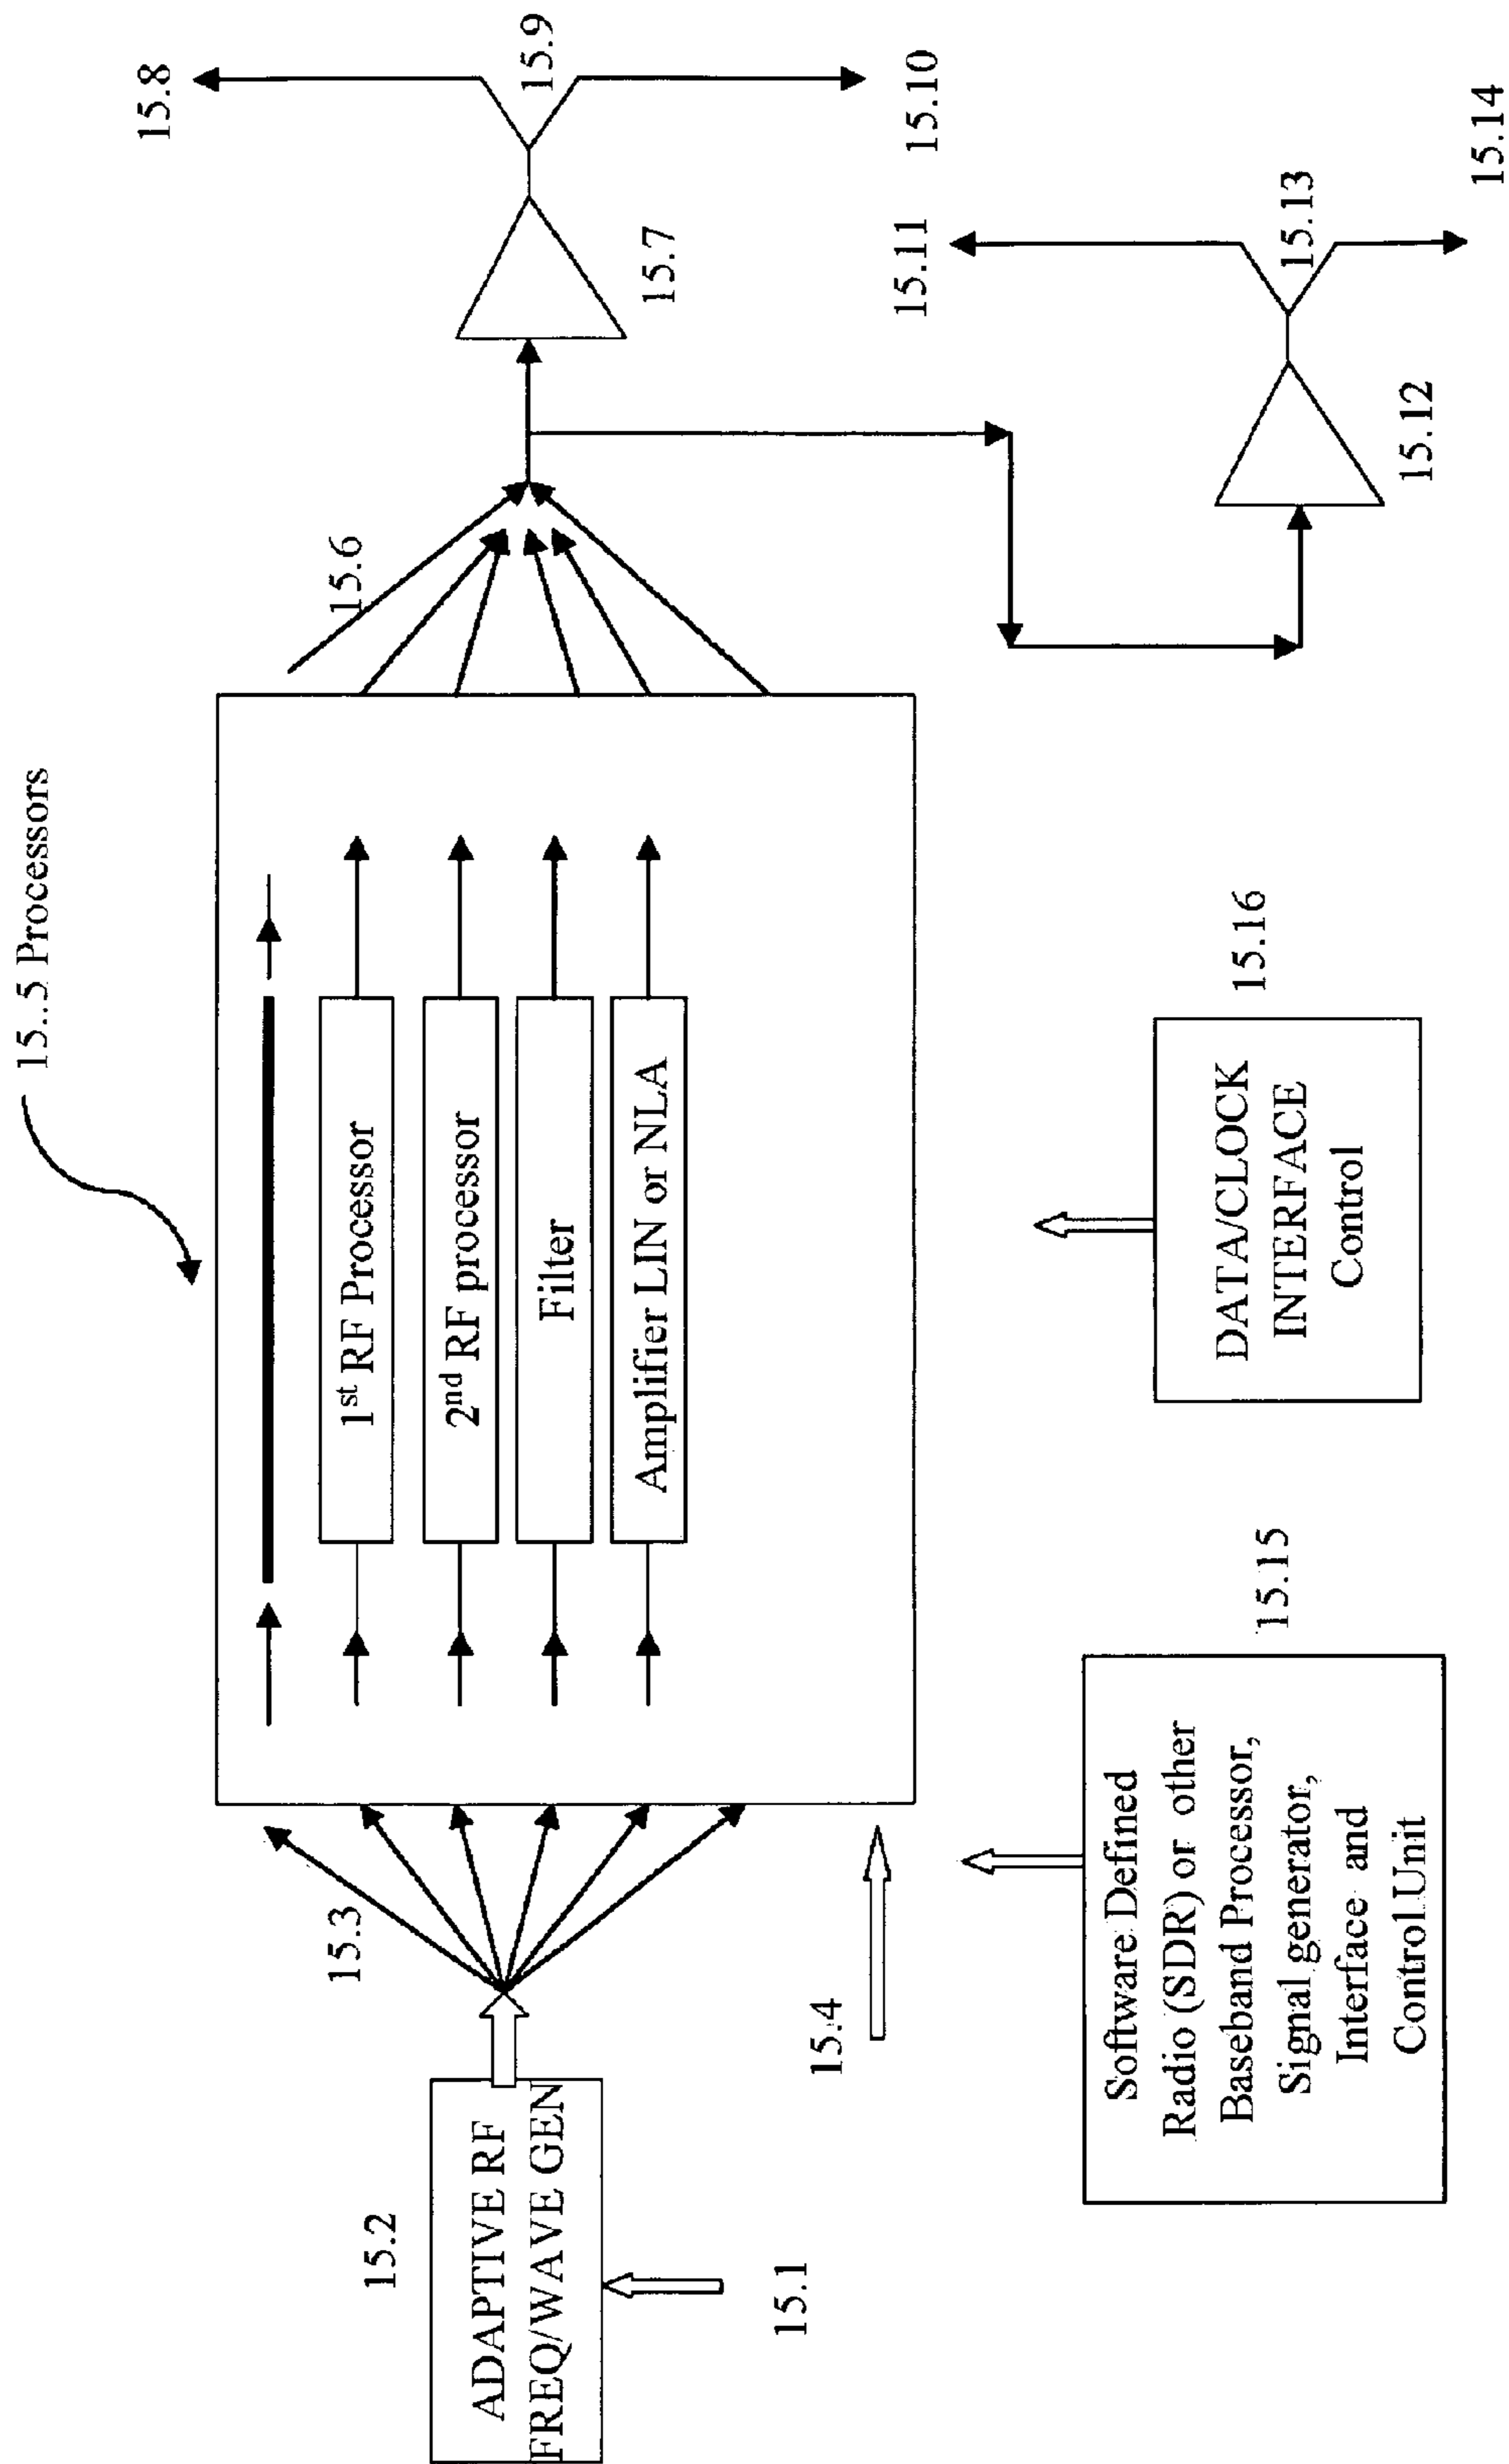 15..5 Processors
15.8
15.9
15.10
15.7
15.6
15.11
15.13
15.14
15.12
1st RF Processor
2nd RF processor
Filter
Amplifier LIN or NLA
15.3
15.2
ADAPTIVE RF
FREQ/WAVE GEN
15.1
15.4
15.15
Software Defined
Radio (SDR) or other
Baseband Processor,
Signal generator,
Interface and
Control Unit
15.16
DATA/CLOCK
INTERFACE
Control